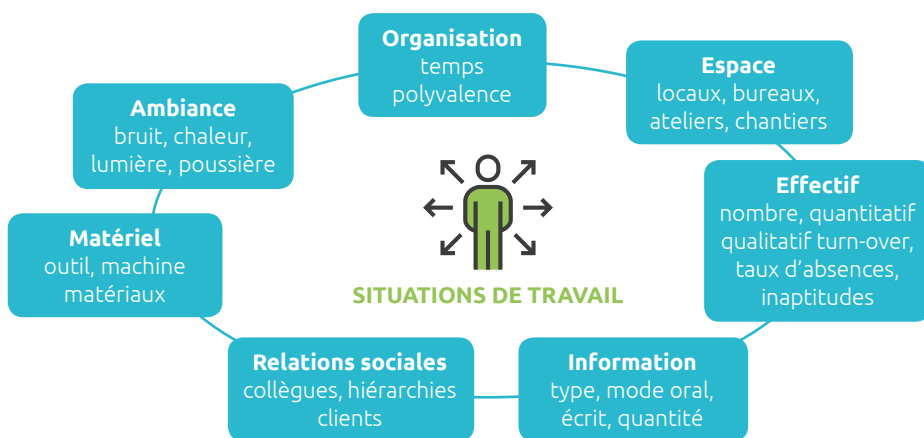 Organisation
temps
polyvalence
Espace
locaux, bureaux,
ateliers, chantiers
Ambiance
bruit, chaleur,
lumière, poussière
Effectif
nombre, quantitatif
qualitatif turn-over,
taux d’absences,
inaptitudes
Matériel
outil, machine
matériaux
SITUATIONS DE TRAVAIL
Relations sociales
collègues, hiérarchies
clients
Information
type, mode oral,
écrit, quantité